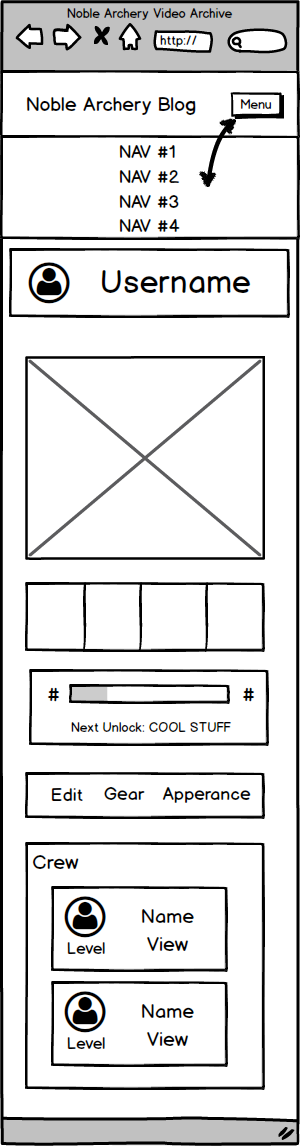 Noble Archery Video Archive
http://
Noble Archery Blog
Menu
NAV #1
NAV #2
NAV #3
NAV #4
Username
# #
Next Unlock: COOL STUFF
Edit Gear Apperance
Crew
Name
Level View
Name
Level View